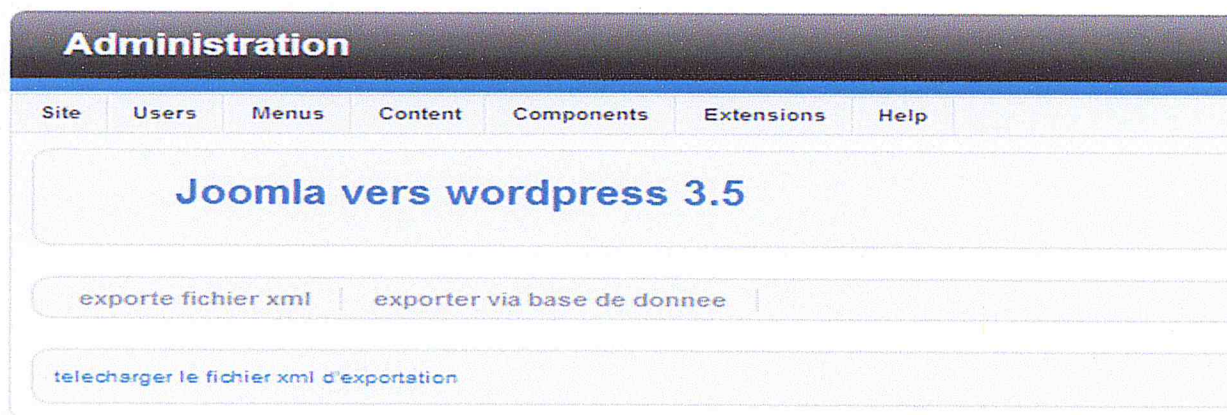 Administration
Site Users Menus Content Components Extensions Help
Joomla vers wordpress 3.5
exporte fichier xml exporter via base de donnee
telecharger le fichier xml d'exportation